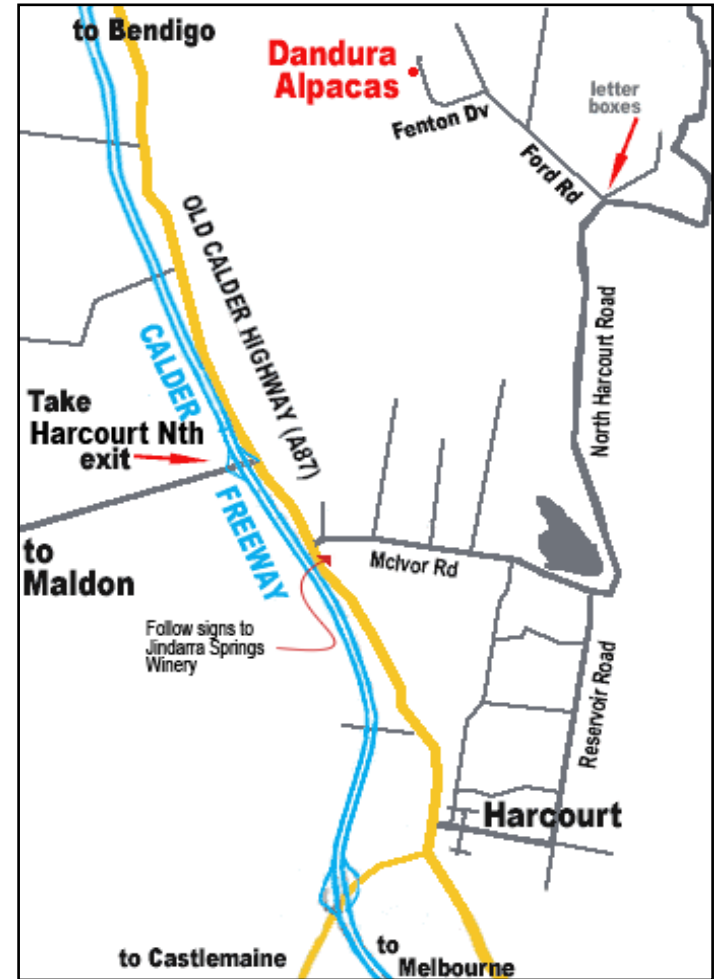 to Bendigo
Dandura
Alpacas
letter
boxes
Fenton Dv
Ford Rd
OLD CALDER HIGHWAY (A87)
North Harcourt Road
CALDER
FREEWAY
Take
Harcourt Nth
exit
to
Maldon
McIvor Rd
Follow signs to
Jindarra Springs
Winery
Reservoir Road
Harcourt
to Castlemaine
to
Melbourne